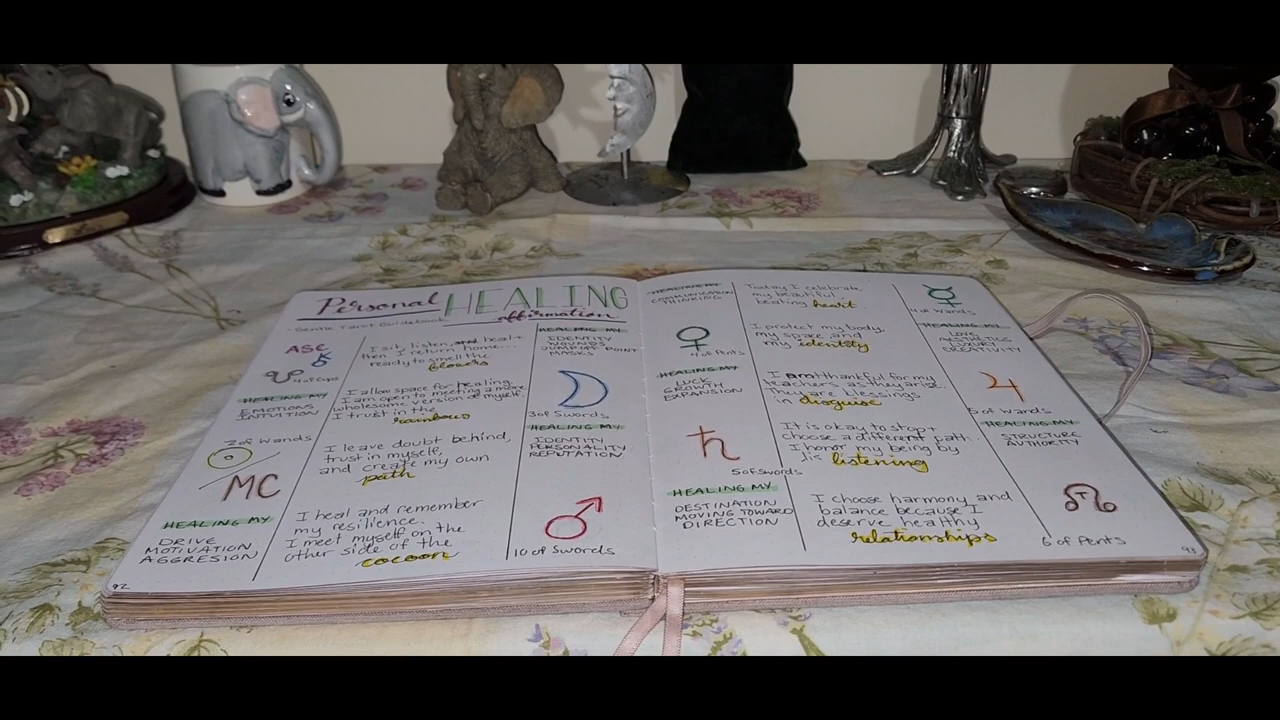 Personal HEALING
affirmation
-Gentle Tarot Guidebook
ASC
4 of Cups
I sit, listen, heal +
then I return home...
ready to smell the
flowers
HEALING MY
IDENTITY
WOUNDS
JUMPING POINT
MASKS
HEALING MY
EMOTIONS
INTUITION
I allow space for healing.
I am open to meeting a more
wholesome version of myself.
I trust in the
rainbows
3 of Swords
2 of Wands
MC
I leave doubt behind,
trust in myself,
and create my own
path
HEALING MY
IDENTITY
PERSONALITY
REPUTATION
HEALING MY
DRIVE
MOTIVATION
AGGRESION
I heal and remember
my resilience.
I meet myself on the
other side of the
cocoon
10 of Swords
92
HEALING MY
COMMUNICATION
THINKING
Today I celebrate
my beautiful
beating heart
4 of Wands
4 of Pents
I protect my body,
my space, and
my identity
HEALING MY
LOVE
AESTHETICS
LUXURY
CREATIVITY
HEALING MY
LUCK
GROWTH
EXPANSION
I am thankful for my
teachers as they arize.
They are blessings
in disguise
5 of Wands
5 of Swords
It is okay to stop +
choose a different path...
I honor my being by
listening
HEALING MY
STRUCTURE
AUTHORITY
HEALING MY
DESTINATION
MOVING TOWARD
DIRECTION
I choose harmony and
balance because I
deserve healthy
relationships
6 of Pents
93